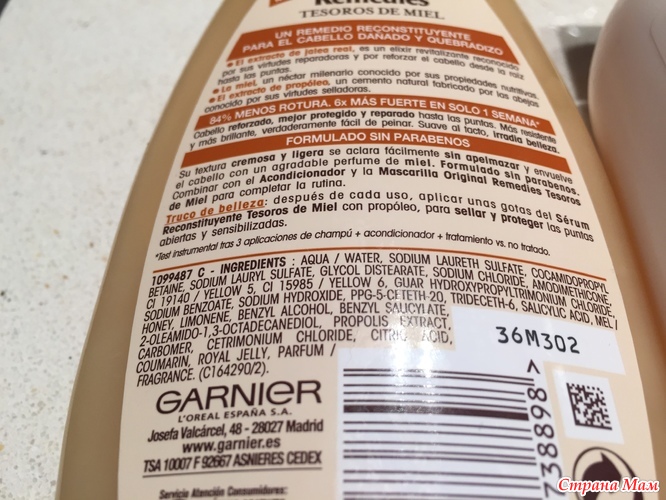 Remedies
TESOROS DE MIEL
UN REMEDIO RECONSTITUYENTE
PARA EL CABELLO DAÑADO Y QUEBRADIZO
• El extracto de jalea real, es un elixir revitalizante reconocido
por sus virtudes reparadoras y por reforzar el cabello desde la raíz
hasta las puntas.
• La miel, un néctar milenario conocido por sus propiedades nutritivas.
• El extracto de propóleo, un cemento natural fabricado por las abejas
conocido por sus virtudes selladoras.
84% MENOS ROTURA. 6x MÁS FUERTE EN SOLO 1 SEMANA*
Cabello reforzado, mejor protegido y reparado hasta las puntas. Más resistente
y más brillante, verdaderamente fácil de peinar. Suave al tacto, irradia belleza.
FORMULADO SIN PARABENOS
Su textura cremosa y ligera se aclara fácilmente sin apelmazar y envuelve
el cabello con un agradable perfume de miel. Formulado sin parabenos.
Combinar con el Acondicionador y la Mascarilla Original Remedies Tesoros
de Miel para completar la rutina.
Truco de belleza: después de cada uso, aplicar unas gotas del Sérum
Reconstituyente Tesoros de Miel con propóleo, para sellar y proteger las puntas
abiertas y sensibilizadas.
*Test instrumental tras 3 aplicaciones de champú + acondicionador + tratamiento vs. no tratado.
1099487 C - INGREDIENTS : AQUA / WATER, SODIUM LAURETH SULFATE, COCAMIDOPROPYL
BETAINE, SODIUM LAURYL SULFATE, GLYCOL DISTEARATE, SODIUM CHLORIDE, AMODIMETHICONE,
CI 19140 / YELLOW 5, CI 15985 / YELLOW 6, GUAR HYDROXYPROPYLTRIMONIUM CHLORIDE,
SODIUM BENZOATE, SODIUM HYDROXIDE, PPG-5-CETETH-20, TRIDECETH-6, SALICYLIC ACID, MEL /
HONEY, LIMONENE, BENZYL ALCOHOL, BENZYL SALICYLATE,
2-OLEAMIDO-1,3-OCTADECANEDIOL, PROPOLIS EXTRACT,
CARBOMER, CETRIMONIUM CHLORIDE, CITRIC ACID,
COUMARIN, ROYAL JELLY, PARFUM /
FRAGRANCE. (C164290/2).
36M302
GARNIER
L'OREAL ESPAÑA S.A.
Josefa Valcárcel, 48 - 28027 Madrid
www.garnier.es
TSA 10007 F 92667 ASNIERES CEDEX
Servicio Atención Consumidores:
738898 >
Страна Мам